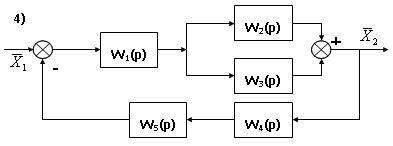 4)
W₂(p)
+
X̅₂
X̅₁
W₁(p)
-
W₃(p)
W₅(p)
W₄(p)